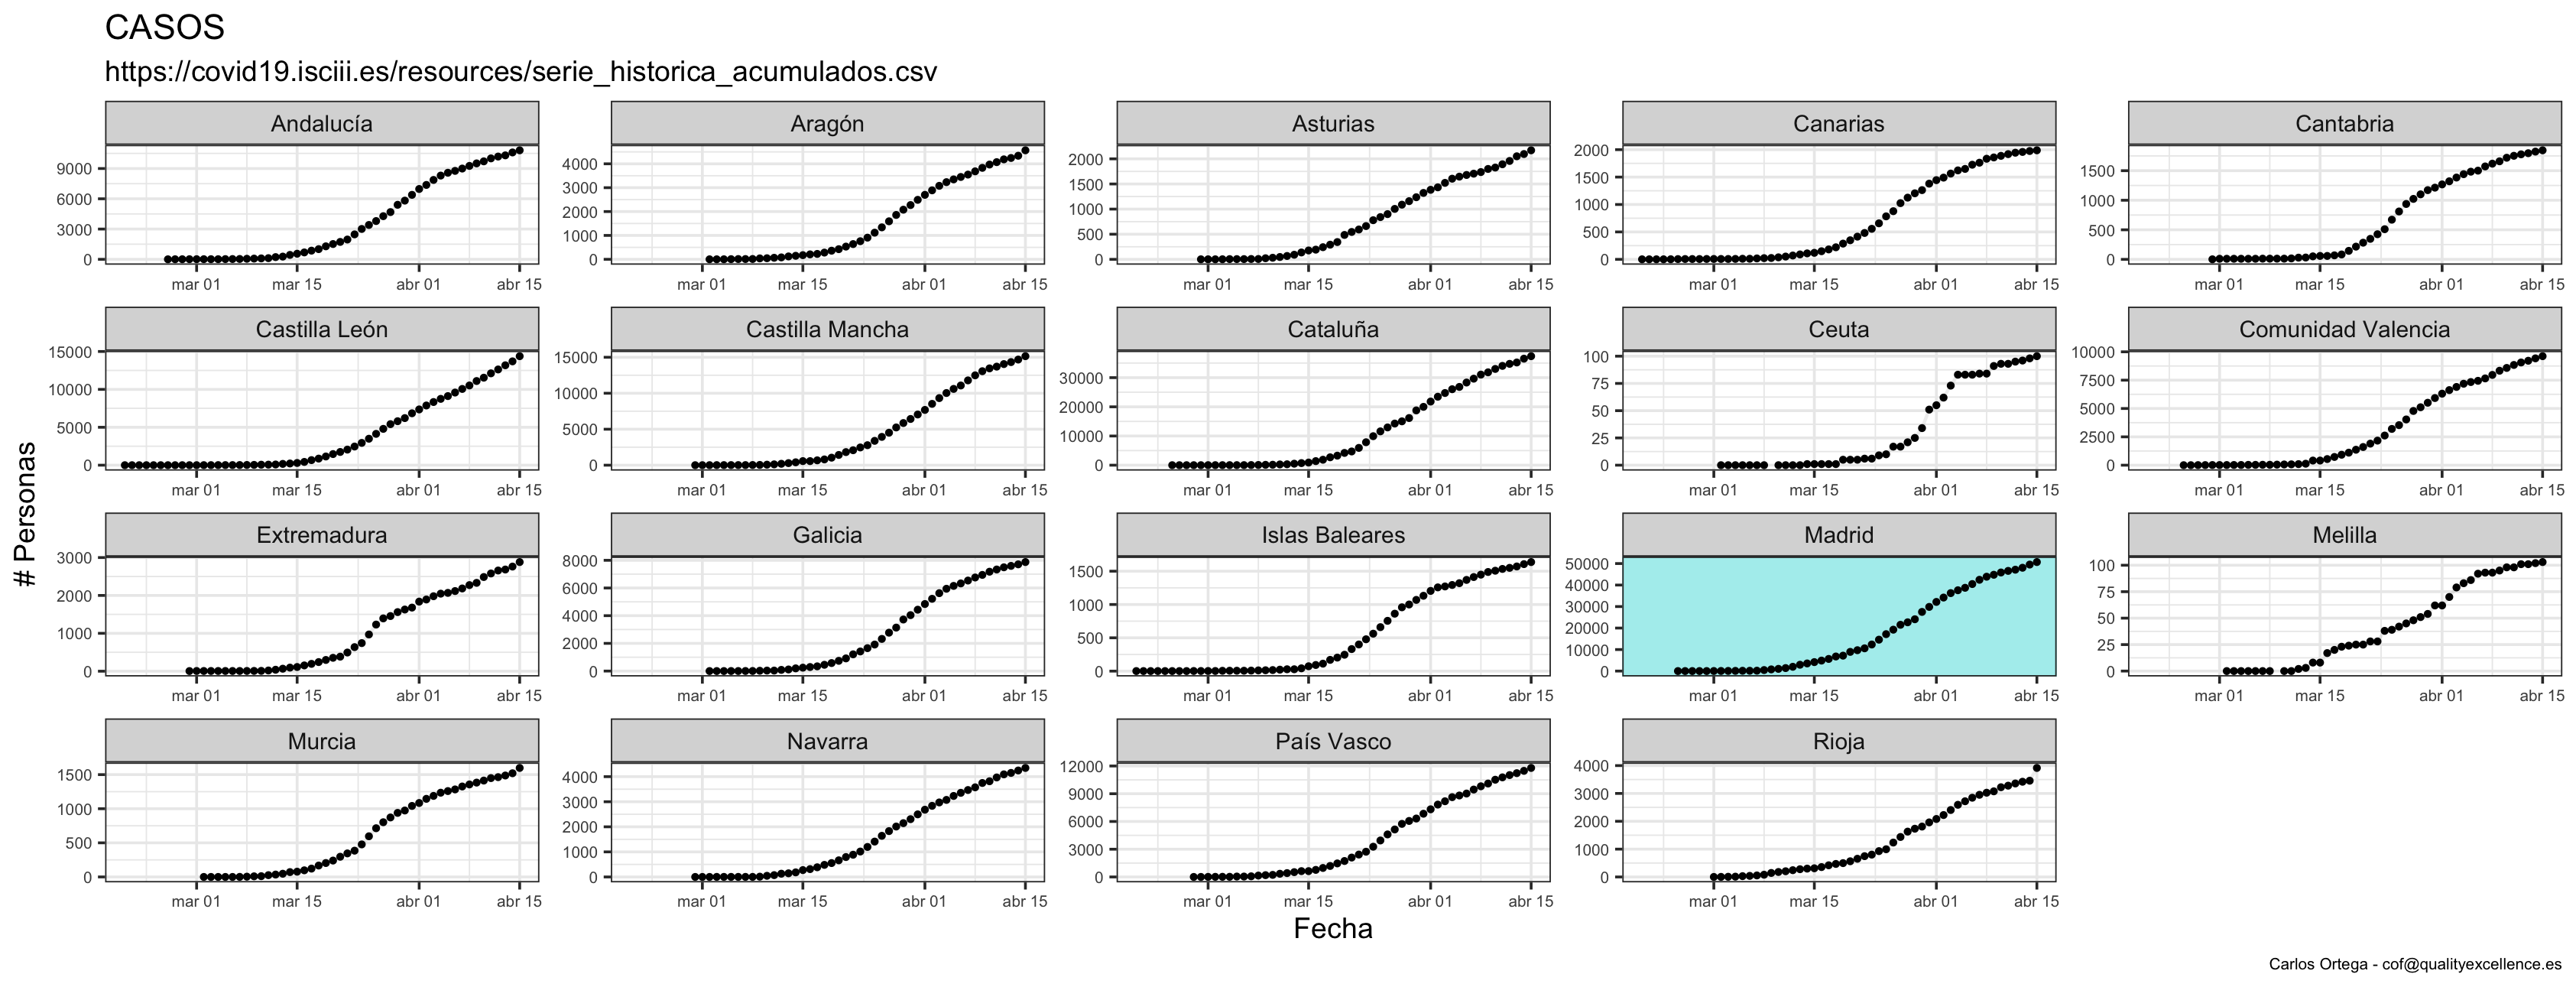 CASOS
https://covid19.isciii.es/resources/serie_historica_acumulados.csv
Andalucía
Aragón
Asturias
Canarias
Cantabria
9000
6000
3000
0
4000
3000
2000
1000
0
2000
1500
1000
500
0
2000
1500
1000
500
0
1500
1000
500
0
mar 01 mar 15 abr 01 abr 15
mar 01 mar 15 abr 01 abr 15
mar 01 mar 15 abr 01 abr 15
mar 01 mar 15 abr 01 abr 15
mar 01 mar 15 abr 01 abr 15
Castilla León
Castilla Mancha
Cataluña
Ceuta
Comunidad Valencia
15000
10000
5000
0
15000
10000
5000
0
30000
20000
10000
0
100
75
50
25
0
10000
7500
5000
2500
0
mar 01 mar 15 abr 01 abr 15
mar 01 mar 15 abr 01 abr 15
mar 01 mar 15 abr 01 abr 15
mar 01 mar 15 abr 01 abr 15
mar 01 mar 15 abr 01 abr 15
# Personas
Extremadura
Galicia
Islas Baleares
Madrid
Melilla
3000
2000
1000
0
8000
6000
4000
2000
0
1500
1000
500
0
50000
40000
30000
20000
10000
0
100
75
50
25
0
mar 01 mar 15 abr 01 abr 15
mar 01 mar 15 abr 01 abr 15
mar 01 mar 15 abr 01 abr 15
mar 01 mar 15 abr 01 abr 15
mar 01 mar 15 abr 01 abr 15
Murcia
Navarra
País Vasco
Rioja
1500
1000
500
0
4000
3000
2000
1000
0
12000
9000
6000
3000
0
4000
3000
2000
1000
0
mar 01 mar 15 abr 01 abr 15
mar 01 mar 15 abr 01 abr 15
mar 01 mar 15 abr 01 abr 15
mar 01 mar 15 abr 01 abr 15
Fecha
Carlos Ortega - cof@qualityexcellence.es